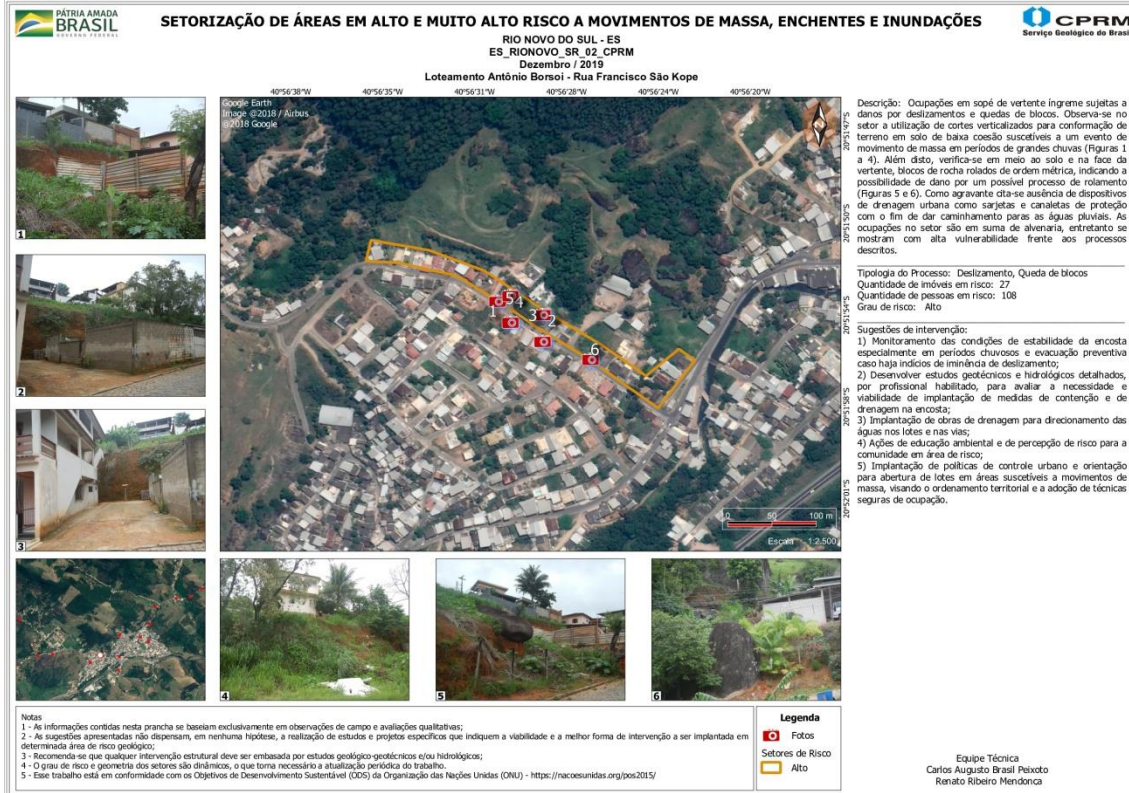 PÁTRIA AMADA
BRASIL
GOVERNO FEDERAL
SETORIZAÇÃO DE ÁREAS EM ALTO E MUITO ALTO RISCO A MOVIMENTOS DE MASSA, ENCHENTES E INUNDAÇÕES
RIO NOVO DO SUL - ES
ES_RIONOVO_SR_02_CPRM
Dezembro / 2019
Loteamento Antônio Borsoi - Rua Francisco São Kope
CPRM
Serviço Geológico do Brasil
40°56'38"W
40°56'35"W
40°56'31"W
40°56'28"W
40°56'24"W
40°56'20"W
Google Earth
Image @2018 / Airbus
@2018 Google
20°51'47"S
20°51'50"S
20°51'54"S
20°51'58"S
20°52'01"S
1
2
3
5
4
1
3
2
6
0 50 100 m
Escala - 1:2.500
4
5
6
Descrição: Ocupações em sopé de vertente íngreme sujeitas a
danos por deslizamentos e quedas de blocos. Observa-se no
setor a utilização de cortes verticalizados para conformação de
terreno em solo de baixa coesão suscetíveis a um evento de
movimento de massa em períodos de grandes chuvas (Figuras 1
a 4). Além disto, verifica-se em meio ao solo e na face da
vertente, blocos de rocha rolados de ordem métrica, indicando a
possibilidade de dano por um possível processo de rolamento
(Figuras 5 e 6). Como agravante cita-se ausência de dispositivos
de drenagem urbana como sarjetas e canaletas de proteção
com o fim de dar caminhamento paras as águas pluviais. As
ocupações no setor são em suma de alvenaria, entretanto se
mostram com alta vulnerabilidade frente aos processos
descritos.
Tipologia do Processo: Deslizamento, Queda de blocos
Quantidade de imóveis em risco: 27
Quantidade de pessoas em risco: 108
Grau de risco: Alto
Sugestões de intervenção:
1) Monitoramento das condições de estabilidade da encosta
especialmente em períodos chuvosos e evacuação preventiva
caso haja indícios de iminência de deslizamento;
2) Desenvolver estudos geotécnicos e hidrológicos detalhados,
por profissional habilitado, para avaliar a necessidade e
viabilidade de implantação de medidas de contenção e de
drenagem na encosta;
3) Implantação de obras de drenagem para direcionamento das
águas nos lotes e nas vias;
4) Ações de educação ambiental e de percepção de risco para a
comunidade em área de risco;
5) Implantação de políticas de controle urbano e orientação
para abertura de lotes em áreas suscetíveis a movimentos de
massa, visando o ordenamento territorial e a adoção de técnicas
seguras de ocupação.
Notas
1 - As informações contidas nesta prancha se baseiam exclusivamente em observações de campo e avaliações qualitativas;
2 - As sugestões apresentadas não dispensam, em nenhuma hipótese, a realização de estudos e projetos específicos que indiquem a viabilidade e a melhor forma de intervenção a ser implantada em
determinada área de risco geológico;
3 - Recomenda-se que qualquer intervenção estrutural deve ser embasada por estudos geológico-geotécnicos e/ou hidrológicos;
4 - O grau de risco e geometria dos setores são dinâmicos, o que torna necessário a atualização periódica do trabalho.
5 - Esse trabalho está em conformidade com os Objetivos de Desenvolvimento Sustentável (ODS) da Organização das Nações Unidas (ONU) - https://nacoesunidas.org/pos2015/
Legenda
Fotos
Setores de Risco
Alto
Equipe Técnica
Carlos Augusto Brasil Peixoto
Renato Ribeiro Mendonca